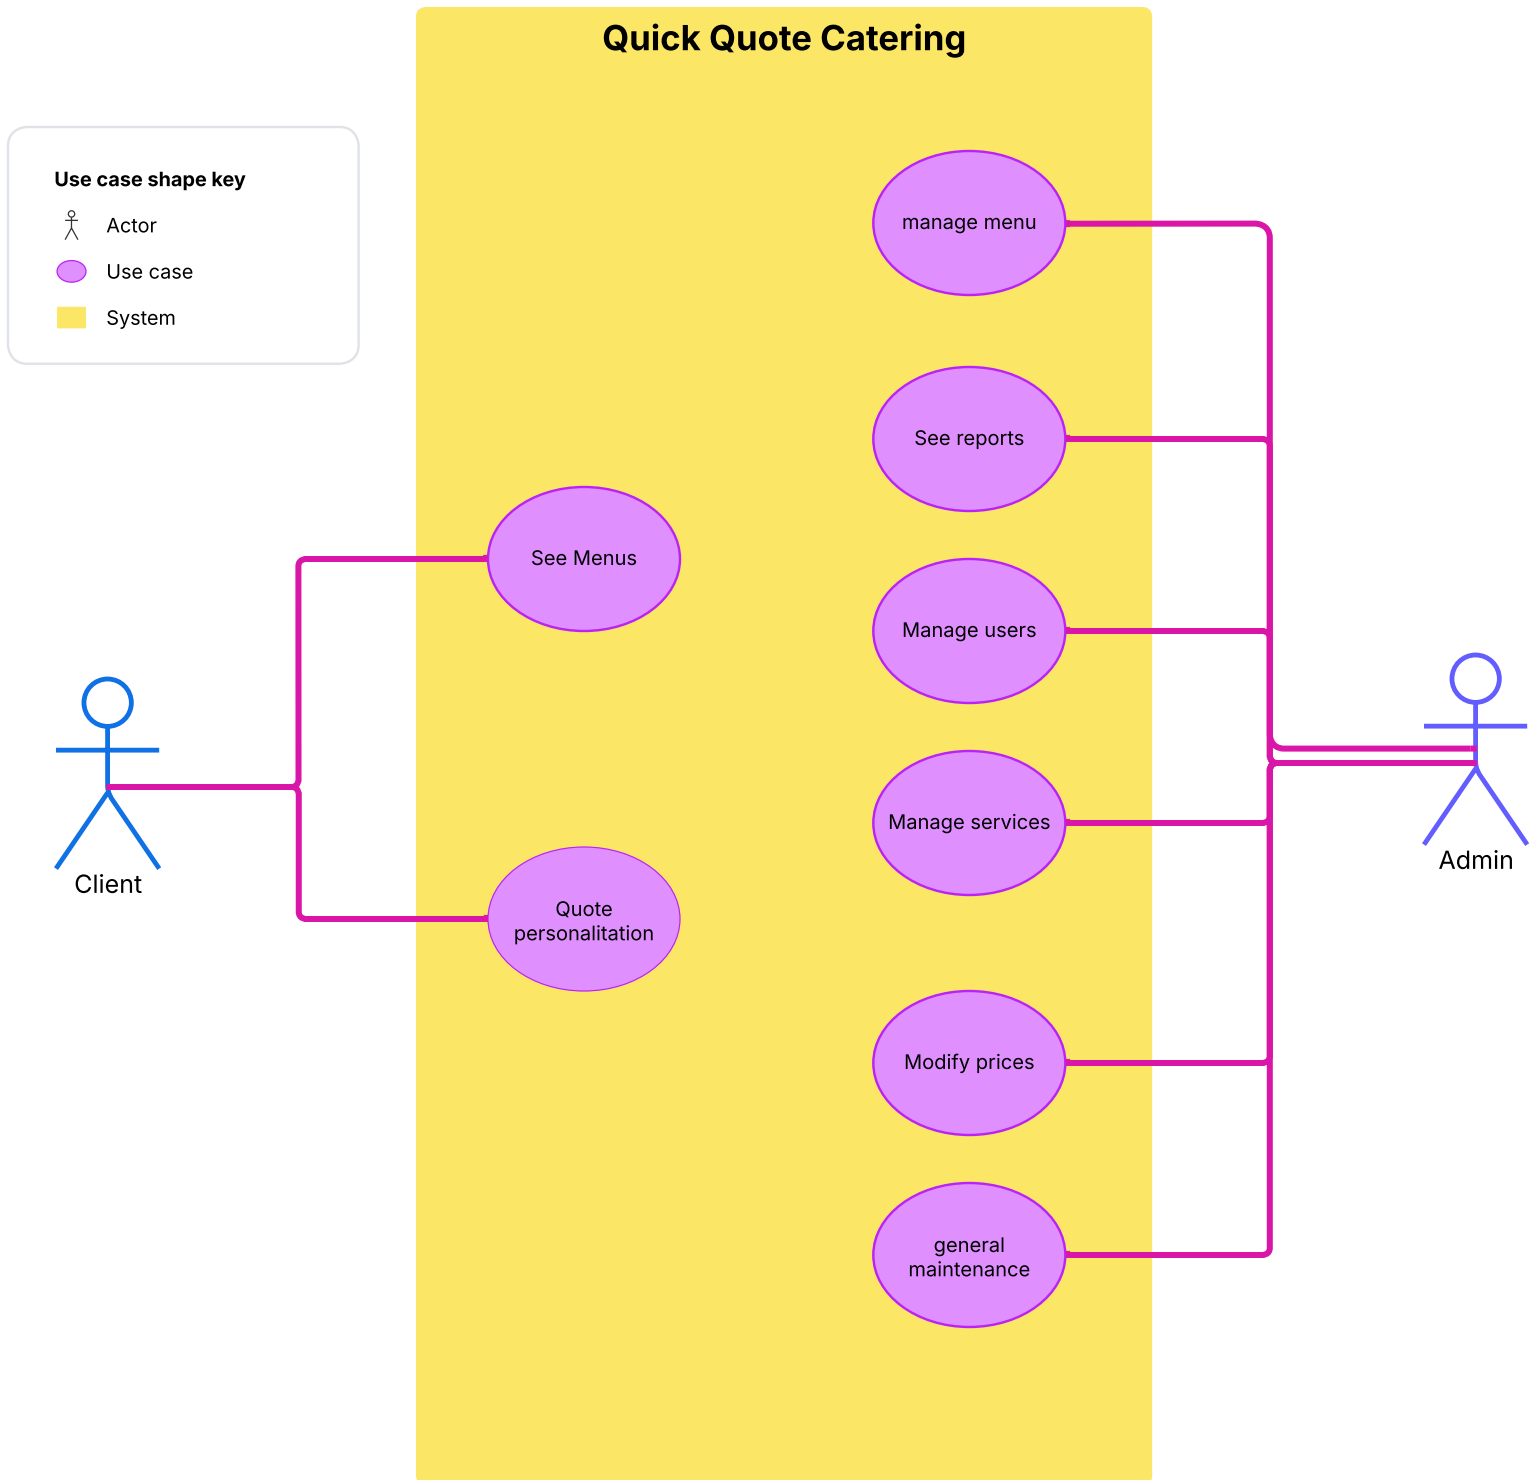 Quick Quote Catering
Use case shape key
Actor
Use case
System
manage menu
See reports
See Menus
Manage users
Manage services
Admin
Client
Quote
personalitation
Modify prices
general
maintenance